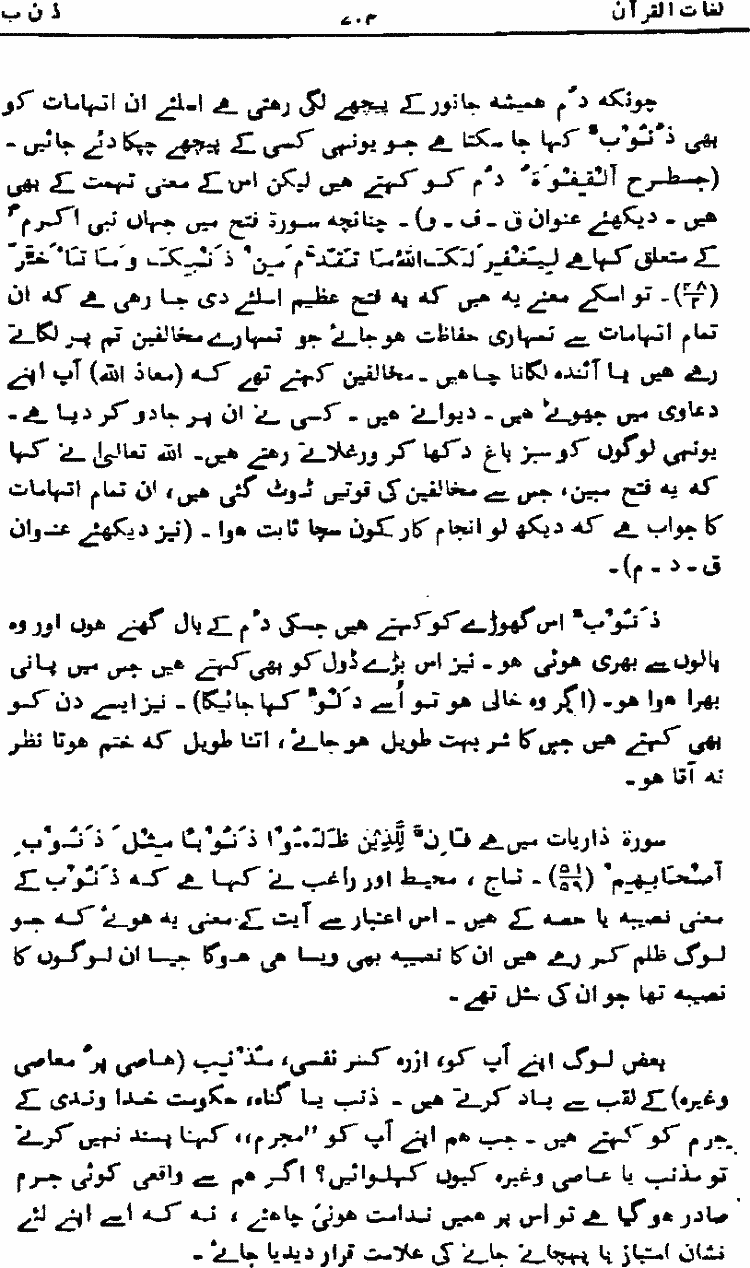 لغات القرآن ۷۰۴ ذ ن ب
چونکہ دُم ہمیشہ جانور کے پیچھے لگی رہتی ہے اسلئے ان اتہامات کو
بھی ذَنُوْبٌ کہا جا سکتا ہے جو یونہی کسی کے پیچھے چپکا دئے جائیں -
(جسطرح اَلْقَفْوَةُ دُم کو کہتے ہیں لیکن اس کے معنی تہمت کے بھی
ہیں - دیکھئے عنوان ق - ف - و) - چنانچہ سورة فتح میں جہاں نبی اکرمؐ
کے متعلق کہا ہے لِیَغْفِرَ لَکَ اللّٰہُ مَا تَقَدَّمَ مِنْ ذَنْبِکَ وَ مَا تَاَخَّرَ
(۴۸/۲) - تو اسکے معنے یہ ہیں کہ یہ فتح عظیم اسلئے دی جا رہی ہے کہ ان
تمام اتہامات سے تمہاری حفاظت ہو جائے جو تمہارے مخالفین تم پر لگاتے
رہے ہیں یا آئندہ لگانا چاہیں - مخالفین کہتے تھے کہ (معاذ اللہ) آپ اپنے
دعاوی میں جھوٹے ہیں - دیوانے ہیں - کسی نے ان پر جادو کر دیا ہے -
یونہی لوگوں کو سبز باغ دکھا کر ورغلاتے رہتے ہیں - اللہ تعالیٰ نے کہا
کہ یہ فتح مبین، جس سے مخالفین کی قوتیں ٹوٹ گئی ہیں، ان تمام اتہامات
کا جواب ہے کہ دیکھ لو انجام کار کون سچا ثابت ہوا - (نیز دیکھئے عنوان
ق - د - م) -
ذَنُوْبٌ اس گھوڑے کو کہتے ہیں جسکی دُم کے بال گھنے ہوں اور وہ
بالوں سے بھری ہوئی ہو - نیز اس بڑے ڈول کو بھی کہتے ہیں جس میں پانی
بھرا ہوا ہو - (اگر وہ خالی ہو تو اُسے دَلْوٌ کہا جائیگا) - نیز ایسے دن کو
بھی کہتے ہیں جس کا شر بہت طویل ہو جائے، اتنا طویل کہ ختم ہوتا نظر
نہ آتا ہو -
سورة ذاریات میں ہے فَاِنَّ لِلَّذِیْنَ ظَلَمُوْا ذَنُوْبًا مِثْلَ ذَنُوْبِ
اَصْحَابِہِمْ (۵۱/۵۹) - تاج، محیط اور راغب نے کہا ہے کہ ذَنُوْب کے
معنی نصیبہ یا حصہ کے ہیں - اس اعتبار سے آیت کے معنی یہ ہوئے کہ جو
لوگ ظلم کر رہے ہیں ان کا نصیبہ بھی ویسا ہی ہوگا جیسا ان لوگوں کا
نصیبہ تھا جو ان کی مثل تھے -
بعض لوگ اپنے آپ کو، ازرہ کسر نفسی، مُذْنِب (عاصی پُر معاصی
وغیرہ) کے لقب سے یاد کرتے ہیں - ذنب یا گناہ، حکومت خدا وندی کے
جرم کو کہتے ہیں - جب ہم اپنے آپ کو "مجرم،، کہنا پسند نہیں کرتے
تو مذنب یا عاصی وغیرہ کیوں کہلوائیں؟ اگر ہم سے واقعی کوئی جرم
صادر ہو گیا ہے تو اس پر ہمیں ندامت ہونی چاہئے، نہ کہ اسے اپنے لئے
نشان امتیاز یا پہچانے جانے کی علامت قرار دیدیا جائے -